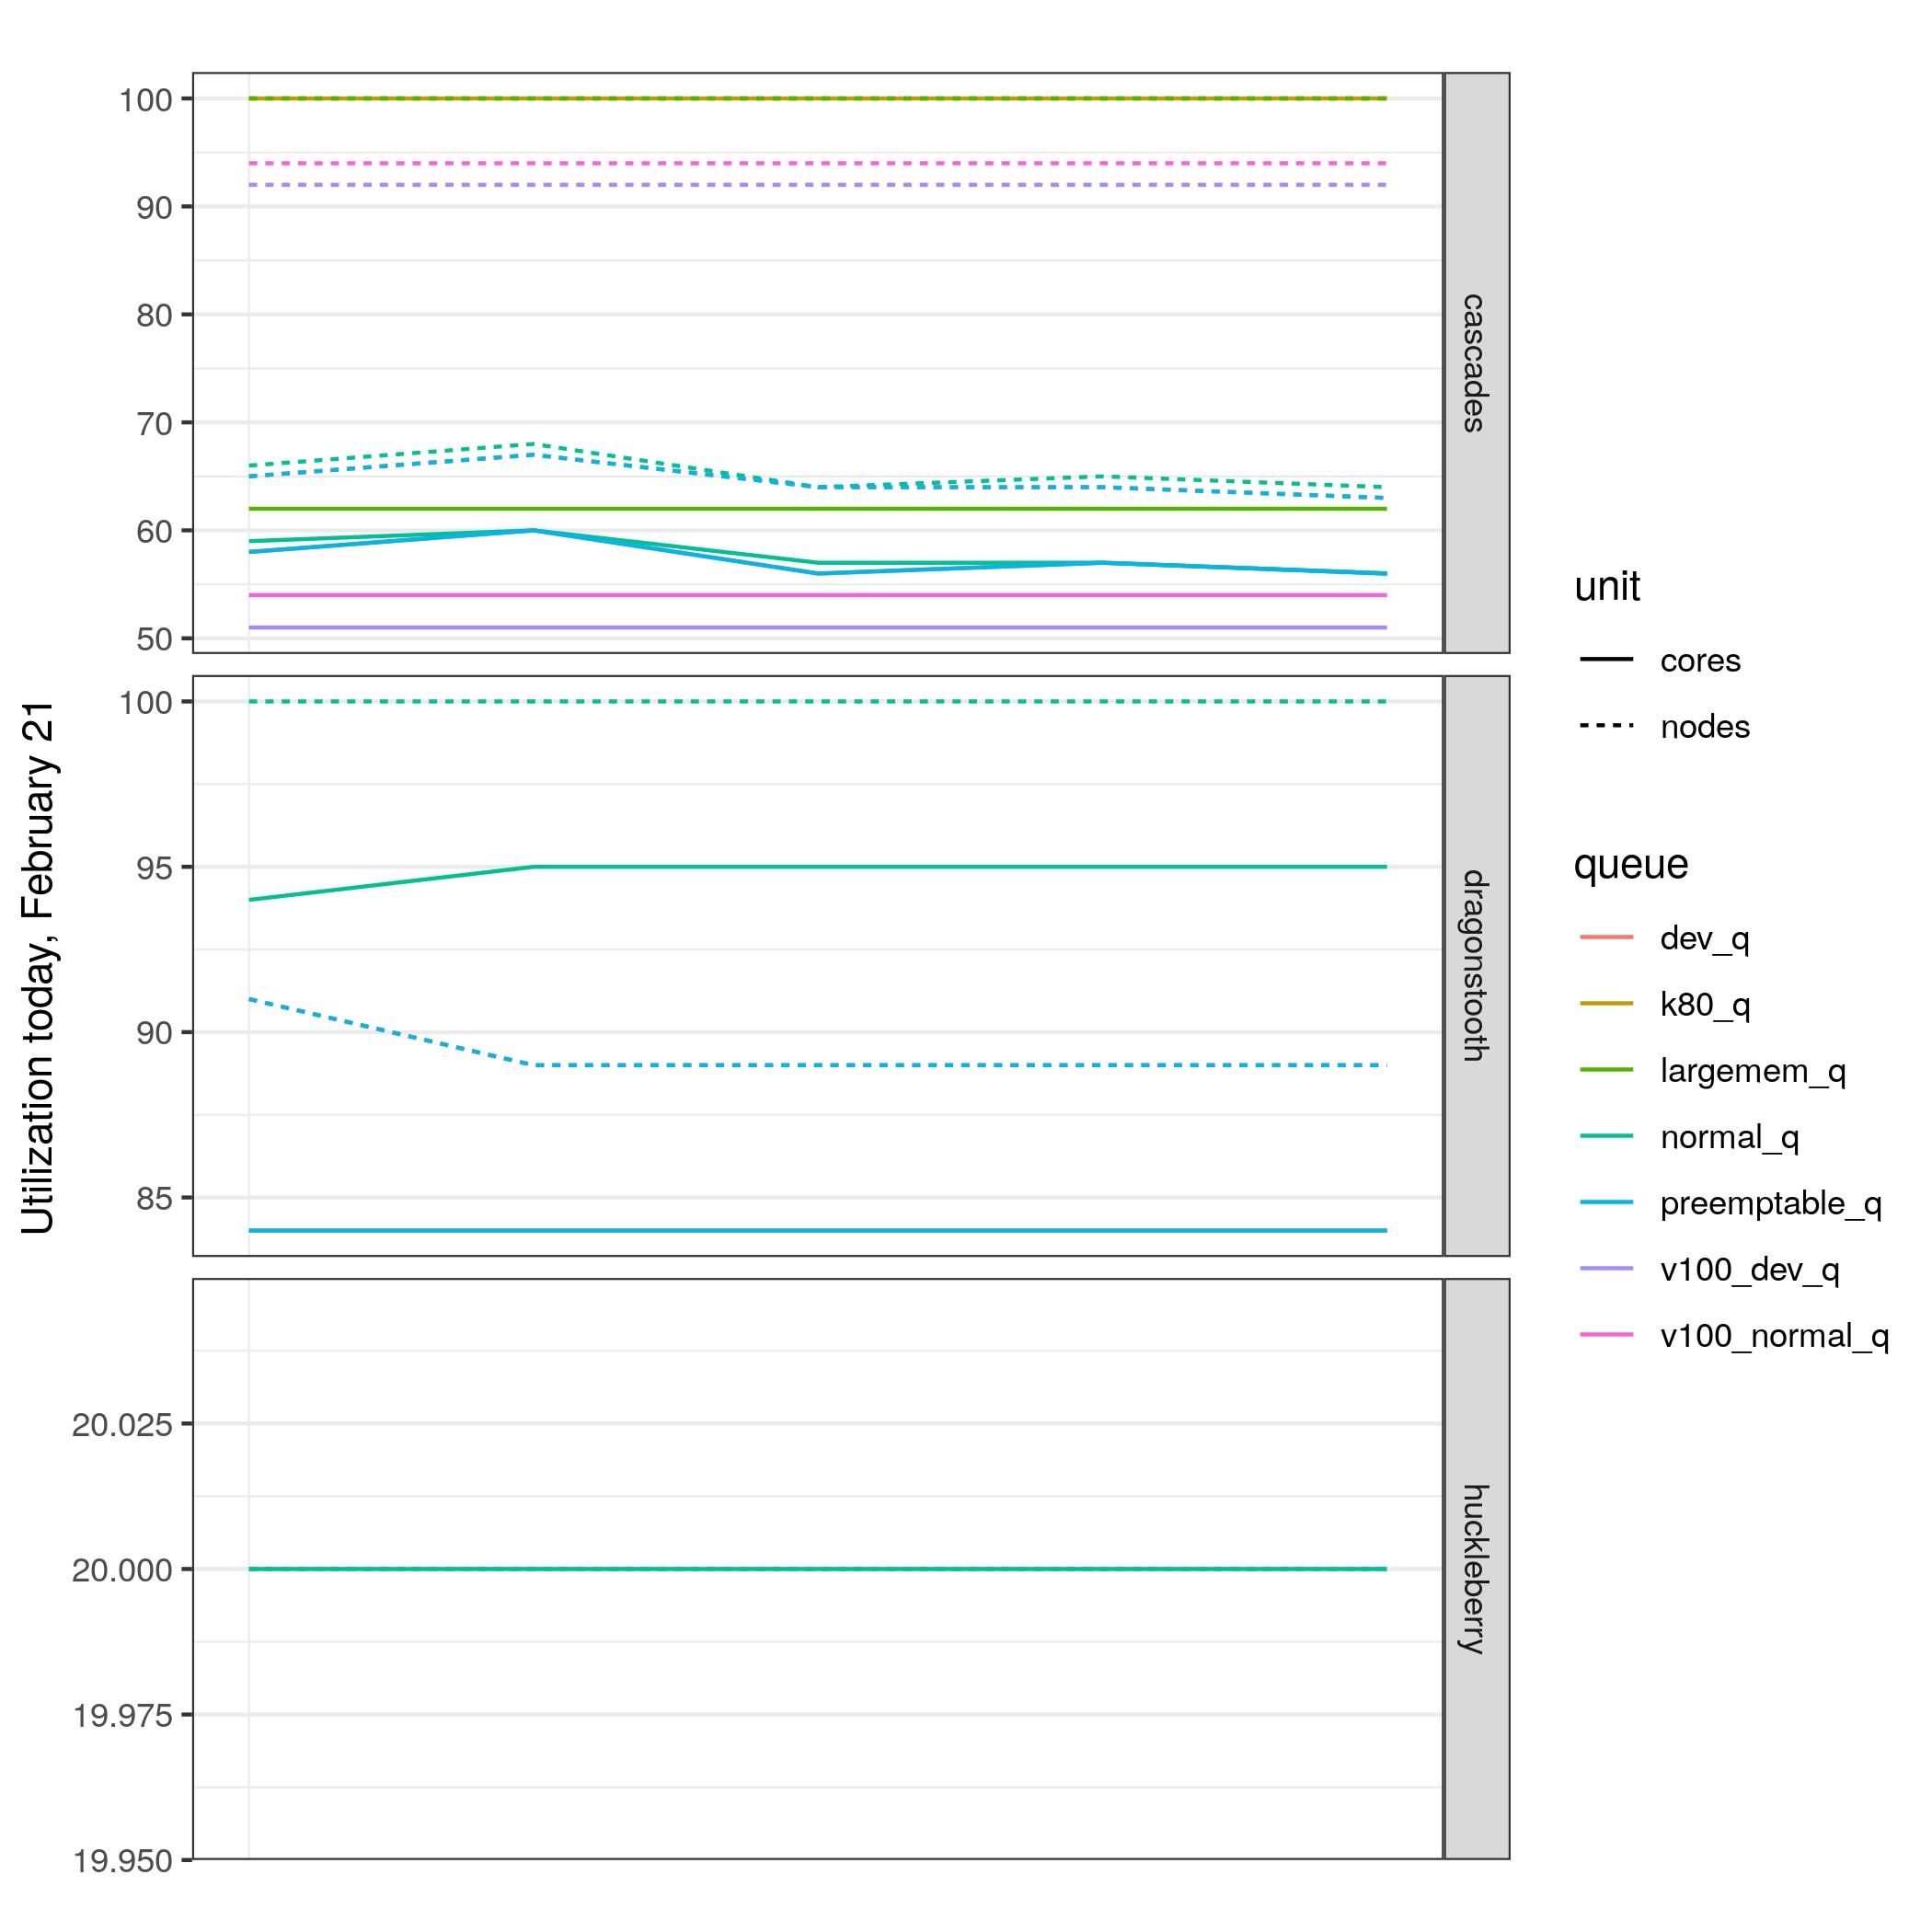 Utilization today, February 21
100
90
80
70
60
50
cascades
100
95
90
85
dragonstooth
20.025
20.000
19.975
19.950
huckleberry
unit
cores
nodes
queue
dev_q
k80_q
largemem_q
normal_q
preemptable_q
v100_dev_q
v100_normal_q